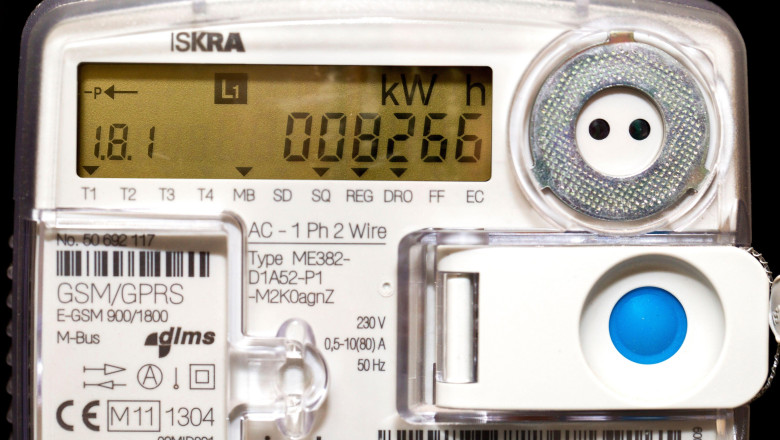 ISKRA
-P L1 kW h
1.8.1 008266
T1 T2 T3 T4 MB SD SQ REG DRO FF EC
No. 50 692 117
GSM/GPRS
E-GSM 900/1800
M-Bus
dlms
CE M11 1304
AC - 1 Ph 2 Wire
Type ME382-
D1A52-P1
-M2K0agnZ
230 V
0,5-10(80) A
50 Hz